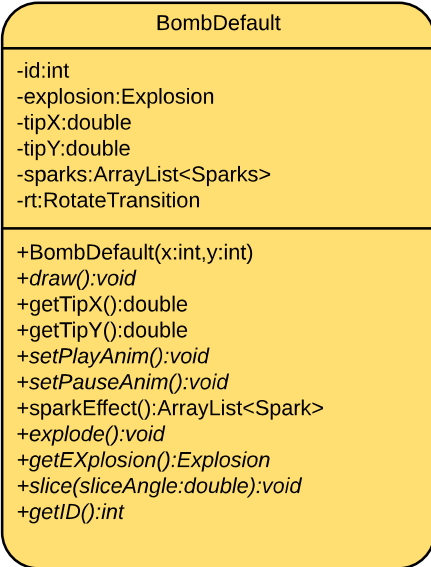 BombDefault
-id:int
-explosion:Explosion
-tipX:double
-tipY:double
-sparks:ArrayList<Sparks>
-rt:RotateTransition
+BombDefault(x:int,y:int)
+draw():void
+getTipX():double
+getTipY():double
+setPlayAnim():void
+setPauseAnim():void
+sparkEffect():ArrayList<Spark>
+explode():void
+getEXplosion():Explosion
+slice(sliceAngle:double):void
+getID():int